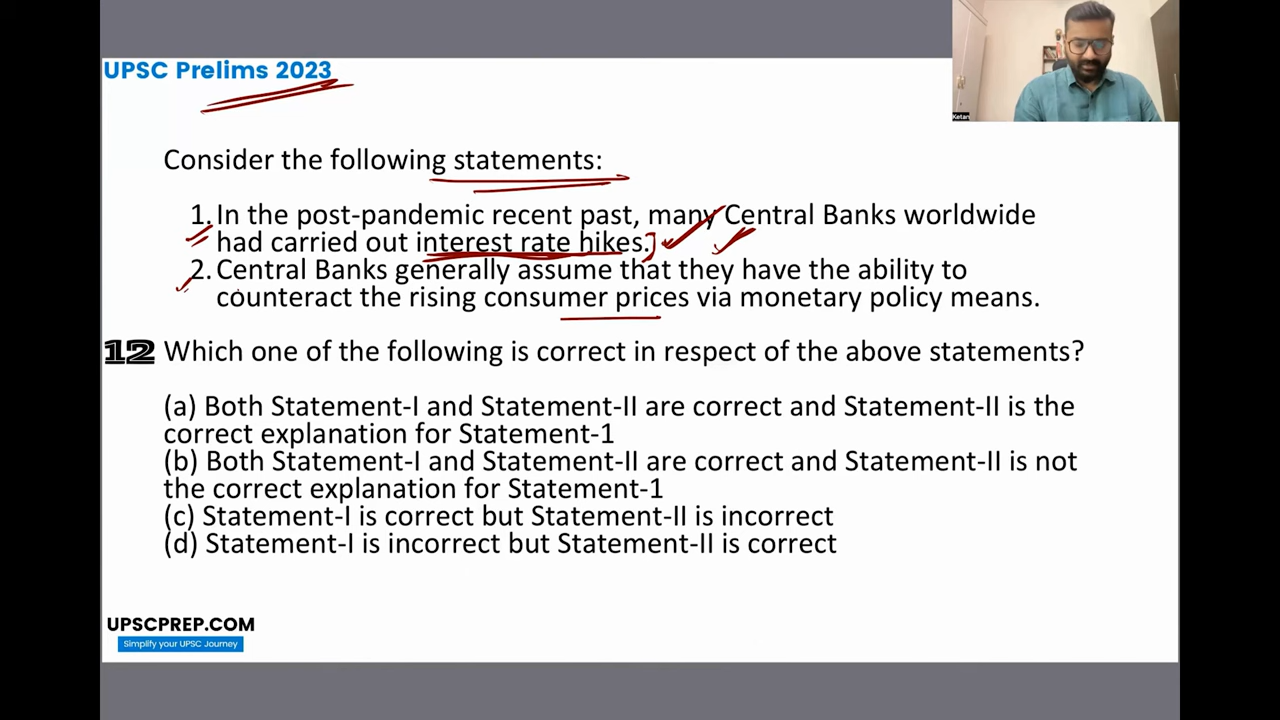 UPSC Prelims 2023
Consider the following statements:
1. In the post-pandemic recent past, many Central Banks worldwide
had carried out interest rate hikes.
2. Central Banks generally assume that they have the ability to
counteract the rising consumer prices via monetary policy means.
12 Which one of the following is correct in respect of the above statements?
(a) Both Statement-I and Statement-II are correct and Statement-II is the
correct explanation for Statement-1
(b) Both Statement-I and Statement-II are correct and Statement-II is not
the correct explanation for Statement-1
(c) Statement-I is correct but Statement-II is incorrect
(d) Statement-I is incorrect but Statement-II is correct
UPSCPREP.COM
Simplify your UPSC Journey
Ketan